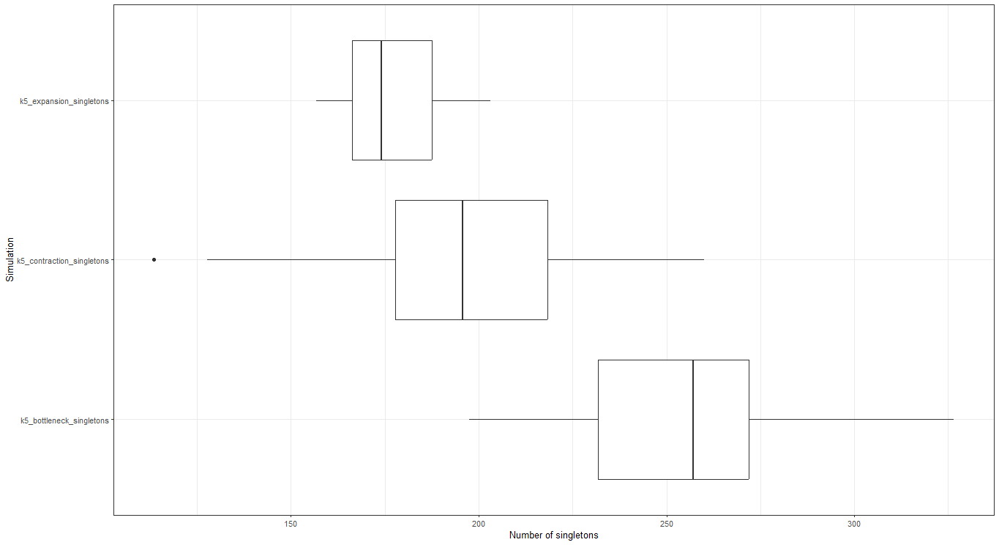 k5_expansion_singletons
k5_contraction_singletons
k5_bottleneck_singletons
Simulation
150 200 250 300
Number of singletons